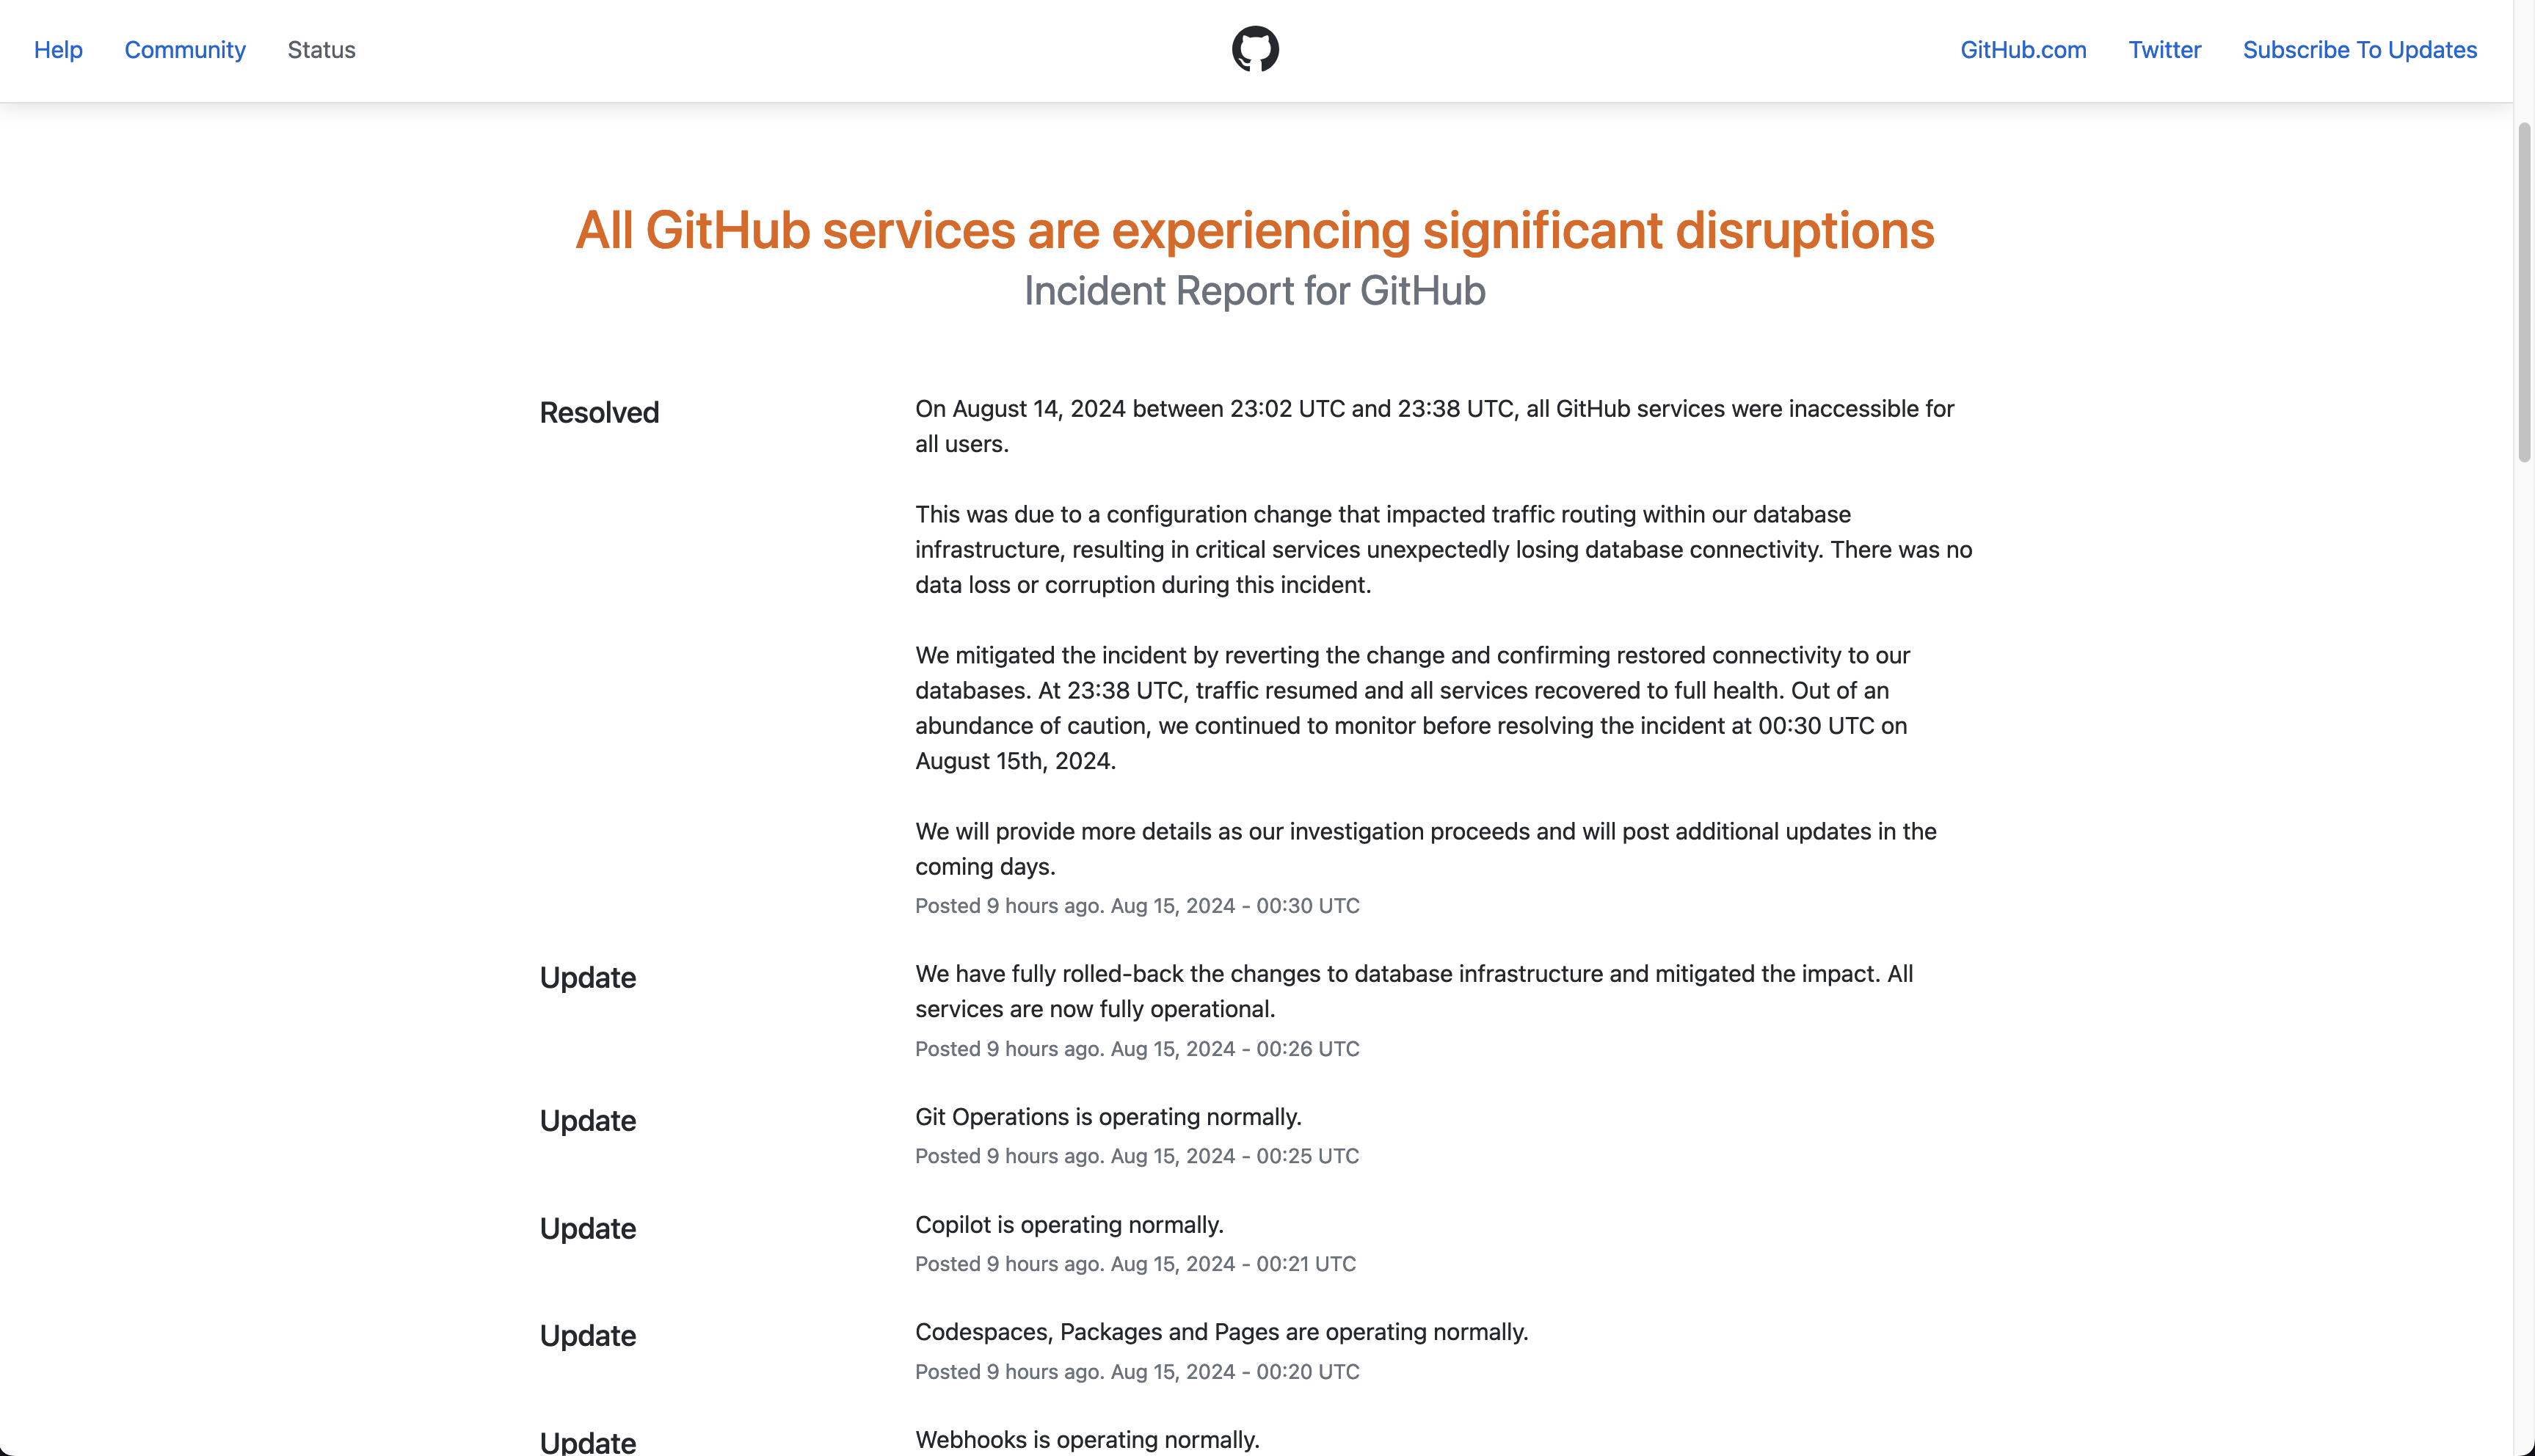 Help Community Status GitHub.com Twitter Subscribe To Updates
All GitHub services are experiencing significant disruptions
Incident Report for GitHub
Resolved
On August 14, 2024 between 23:02 UTC and 23:38 UTC, all GitHub services were inaccessible for
all users.
This was due to a configuration change that impacted traffic routing within our database
infrastructure, resulting in critical services unexpectedly losing database connectivity. There was no
data loss or corruption during this incident.
We mitigated the incident by reverting the change and confirming restored connectivity to our
databases. At 23:38 UTC, traffic resumed and all services recovered to full health. Out of an
abundance of caution, we continued to monitor before resolving the incident at 00:30 UTC on
August 15th, 2024.
We will provide more details as our investigation proceeds and will post additional updates in the
coming days.
Posted 9 hours ago. Aug 15, 2024 - 00:30 UTC
Update
We have fully rolled-back the changes to database infrastructure and mitigated the impact. All
services are now fully operational.
Posted 9 hours ago. Aug 15, 2024 - 00:26 UTC
Update
Git Operations is operating normally.
Posted 9 hours ago. Aug 15, 2024 - 00:25 UTC
Update
Copilot is operating normally.
Posted 9 hours ago. Aug 15, 2024 - 00:21 UTC
Update
Codespaces, Packages and Pages are operating normally.
Posted 9 hours ago. Aug 15, 2024 - 00:20 UTC
Update
Webhooks is operating normally.